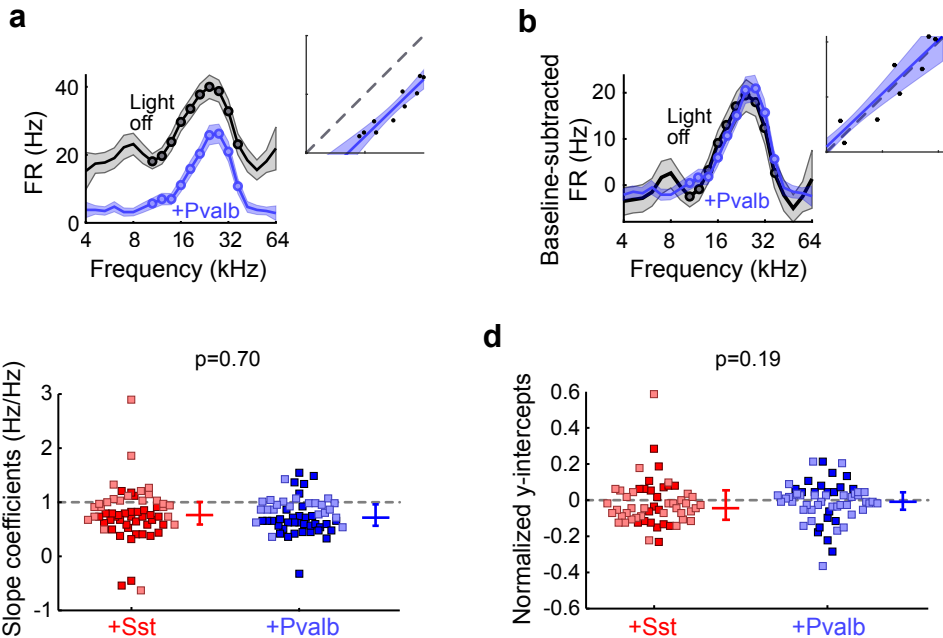 a
FR (Hz)
40
20
0
Light
off
+Pvalb
4
8
16
32
64
Frequency (kHz)
b
Baseline-subtracted
FR (Hz)
20
10
0
Light
off
+Pvalb
4
8
16
32
64
Frequency (kHz)
p=0.70
Slope coefficients (Hz/Hz)
3
2
1
0
-1
+Sst
+Pvalb
d
p=0.19
Normalized y-intercepts
0.6
0.4
0.2
0
-0.2
-0.4
-0.6
+Sst
+Pvalb